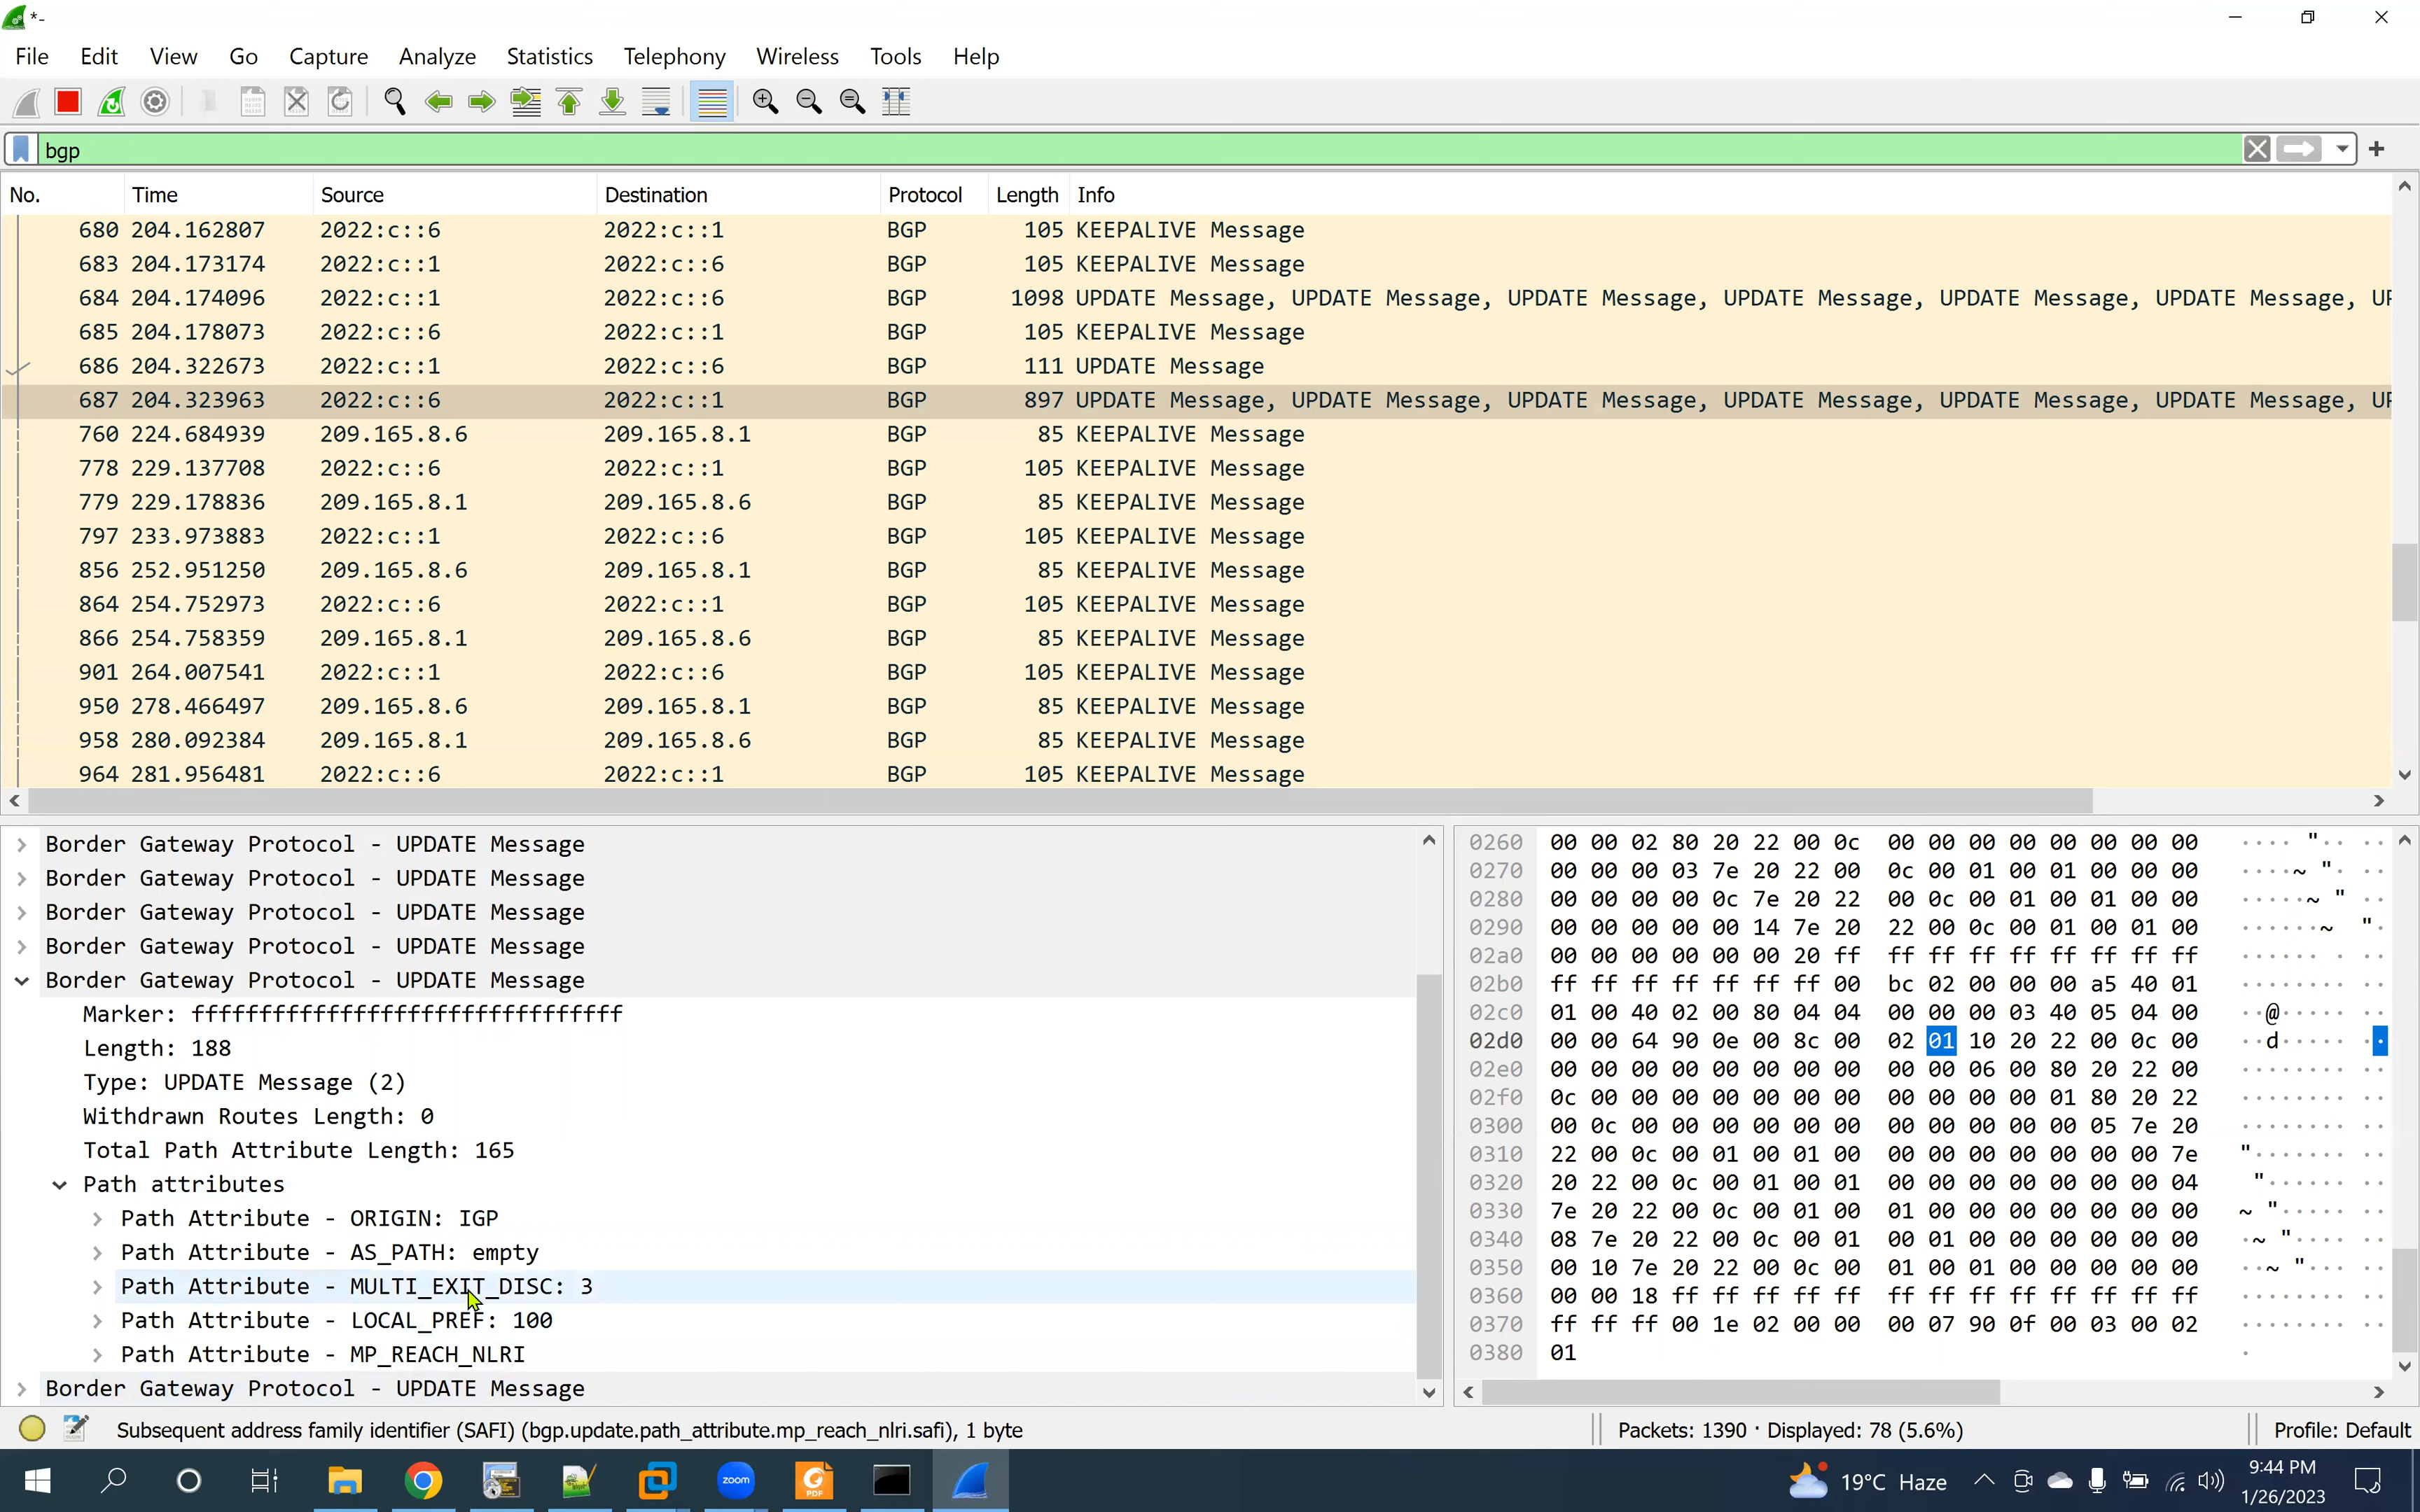 *-
File Edit View Go Capture Analyze Statistics Telephony Wireless Tools Help
bgp
No. Time Source Destination Protocol Length Info
680 204.162807 2022:c::6 2022:c::1 BGP 105 KEEPALIVE Message
683 204.173174 2022:c::1 2022:c::6 BGP 105 KEEPALIVE Message
684 204.174096 2022:c::1 2022:c::6 BGP 1098 UPDATE Message, UPDATE Message, UPDATE Message, UPDATE Message, UPDATE Message, UPDATE Message, UP
685 204.178073 2022:c::6 2022:c::1 BGP 105 KEEPALIVE Message
686 204.322673 2022:c::1 2022:c::6 BGP 111 UPDATE Message
687 204.323963 2022:c::6 2022:c::1 BGP 897 UPDATE Message, UPDATE Message, UPDATE Message, UPDATE Message, UPDATE Message, UPDATE Message, UP
760 224.684939 209.165.8.6 209.165.8.1 BGP 85 KEEPALIVE Message
778 229.137708 2022:c::6 2022:c::1 BGP 105 KEEPALIVE Message
779 229.178836 209.165.8.1 209.165.8.6 BGP 85 KEEPALIVE Message
797 233.973883 2022:c::1 2022:c::6 BGP 105 KEEPALIVE Message
856 252.951250 209.165.8.6 209.165.8.1 BGP 85 KEEPALIVE Message
864 254.752973 2022:c::6 2022:c::1 BGP 105 KEEPALIVE Message
866 254.758359 209.165.8.1 209.165.8.6 BGP 85 KEEPALIVE Message
901 264.007541 2022:c::1 2022:c::6 BGP 105 KEEPALIVE Message
950 278.466497 209.165.8.6 209.165.8.1 BGP 85 KEEPALIVE Message
958 280.092384 209.165.8.1 209.165.8.6 BGP 85 KEEPALIVE Message
964 281.956481 2022:c::6 2022:c::1 BGP 105 KEEPALIVE Message
Border Gateway Protocol - UPDATE Message
Border Gateway Protocol - UPDATE Message
Border Gateway Protocol - UPDATE Message
Border Gateway Protocol - UPDATE Message
Border Gateway Protocol - UPDATE Message
Marker: ffffffffffffffffffffffffffffffff
Length: 188
Type: UPDATE Message (2)
Withdrawn Routes Length: 0
Total Path Attribute Length: 165
Path attributes
Path Attribute - ORIGIN: IGP
Path Attribute - AS_PATH: empty
Path Attribute - MULTI_EXIT_DISC: 3
Path Attribute - LOCAL_PREF: 100
Path Attribute - MP_REACH_NLRI
Border Gateway Protocol - UPDATE Message
0260 00 00 02 80 20 22 00 0c 00 00 00 00 00 00 00 00 ···· "·· ··
0270 00 00 00 03 7e 20 22 00 0c 00 01 00 01 00 00 00 ····~ "· ··
0280 00 00 00 00 0c 7e 20 22 00 0c 00 01 00 01 00 00 ·····~ " ··
0290 00 00 00 00 00 14 7e 20 22 00 0c 00 01 00 01 00 ······~ "·
02a0 00 00 00 00 00 00 20 ff ff ff ff ff ff ff ff ff ······ · ··
02b0 ff ff ff ff ff ff ff 00 bc 02 00 00 00 a5 40 01 ········ ··
02c0 01 00 40 02 00 80 04 04 00 00 00 03 40 05 04 00 ··@····· ··
02d0 00 00 64 90 0e 00 8c 00 02 01 10 20 22 00 0c 00 ··d····· ··
02e0 00 00 00 00 00 00 00 00 00 00 06 00 80 20 22 00 ········ ··
02f0 0c 00 00 00 00 00 00 00 00 00 00 00 01 80 20 22 ········ ··
0300 00 0c 00 00 00 00 00 00 00 00 00 00 00 05 7e 20 ········ ··
0310 22 00 0c 00 01 00 01 00 00 00 00 00 00 00 00 7e "······· ··
0320 20 22 00 0c 00 01 00 01 00 00 00 00 00 00 00 04 "······ ··
0330 7e 20 22 00 0c 00 01 00 01 00 00 00 00 00 00 00 ~ "····· ··
0340 08 7e 20 22 00 0c 00 01 00 01 00 00 00 00 00 00 ·~ "···· ··
0350 00 10 7e 20 22 00 0c 00 01 00 01 00 00 00 00 00 ··~ "··· ··
0360 00 00 18 ff ff ff ff ff ff ff ff ff ff ff ff ff ········ ··
0370 ff ff ff 00 1e 02 00 00 00 07 90 0f 00 03 00 02 ········ ··
0380 01 ·
Subsequent address family identifier (SAFI) (bgp.update.path_attribute.mp_reach_nlri.safi), 1 byte
Packets: 1390 · Displayed: 78 (5.6%)
Profile: Default
zoom
PDF
19°C Haze
9:44 PM
1/26/2023